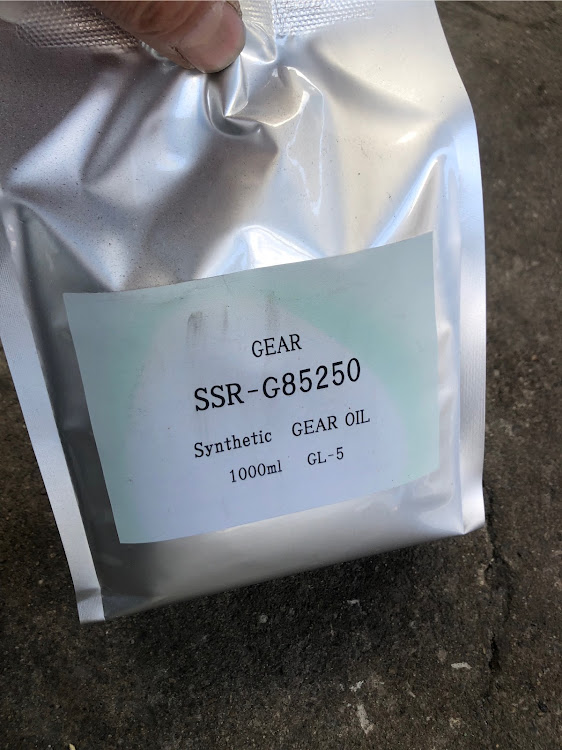 GEAR
SSR-G85250
Synthetic GEAR OIL
1000ml GL-5